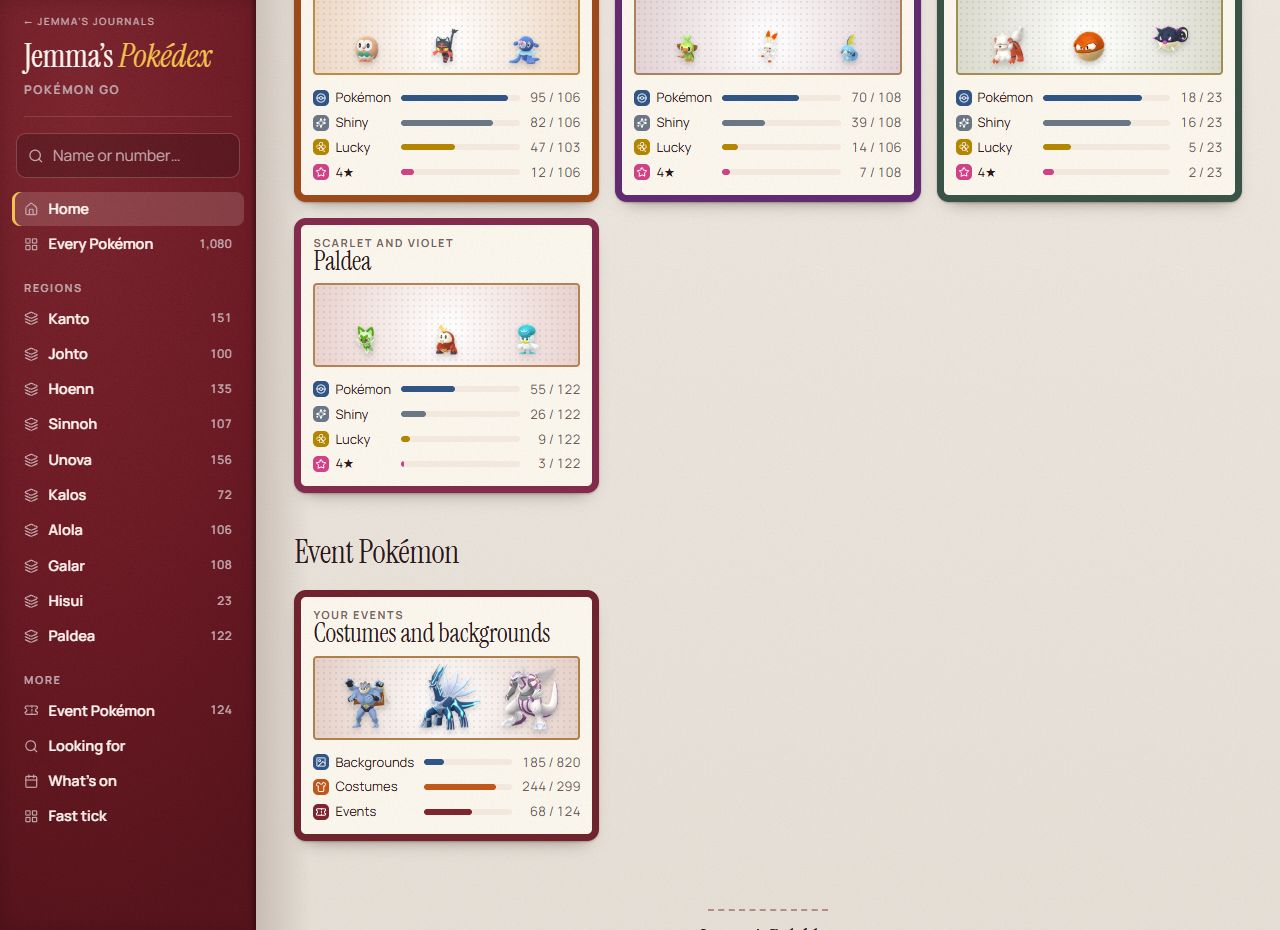 ← JEMMA'S JOURNALS
Jemma's Pokédex
POKÉMON GO
Name or number...
Home
Every Pokémon 1,080
REGIONS
Kanto 151
Johto 100
Hoenn 135
Sinnoh 107
Unova 156
Kalos 72
Alola 106
Galar 108
Hisui 23
Paldea 122
MORE
Event Pokémon 124
Looking for
What's on
Fast tick
Pokémon 95 / 106
Shiny 82 / 106
Lucky 47 / 103
4★ 12 / 106
Pokémon 70 / 108
Shiny 39 / 108
Lucky 14 / 106
4★ 7 / 108
Pokémon 18 / 23
Shiny 16 / 23
Lucky 5 / 23
4★ 2 / 23
SCARLET AND VIOLET
Paldea
Pokémon 55 / 122
Shiny 26 / 122
Lucky 9 / 122
4★ 3 / 122
Event Pokémon
YOUR EVENTS
Costumes and backgrounds
Backgrounds 185 / 820
Costumes 244 / 299
Events 68 / 124